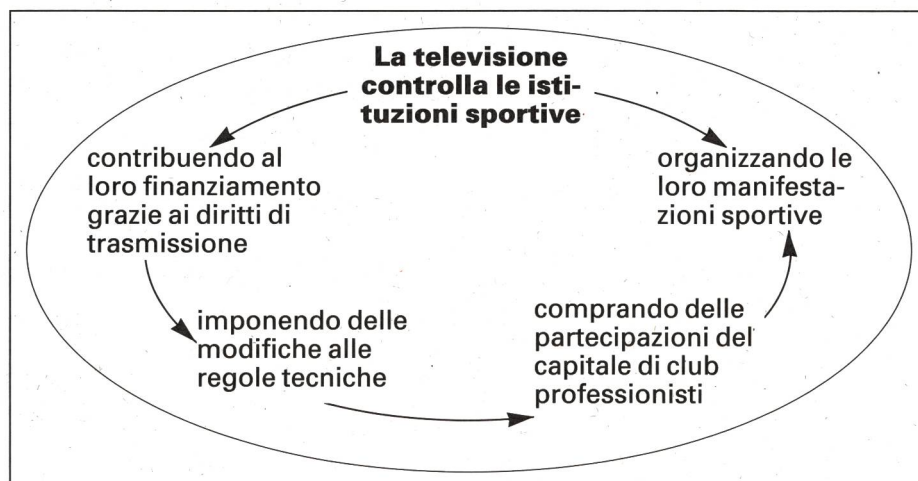 La televisione
controlla le isti-
tuzioni sportive
contribuendo al
loro finanziamento
grazie ai diritti di
trasmissione
imponendo delle
modifiche alle
regole tecniche
comprando delle
partecipazioni del
capitale di club
professionisti
organizzando le
loro manifesta-
zioni sportive